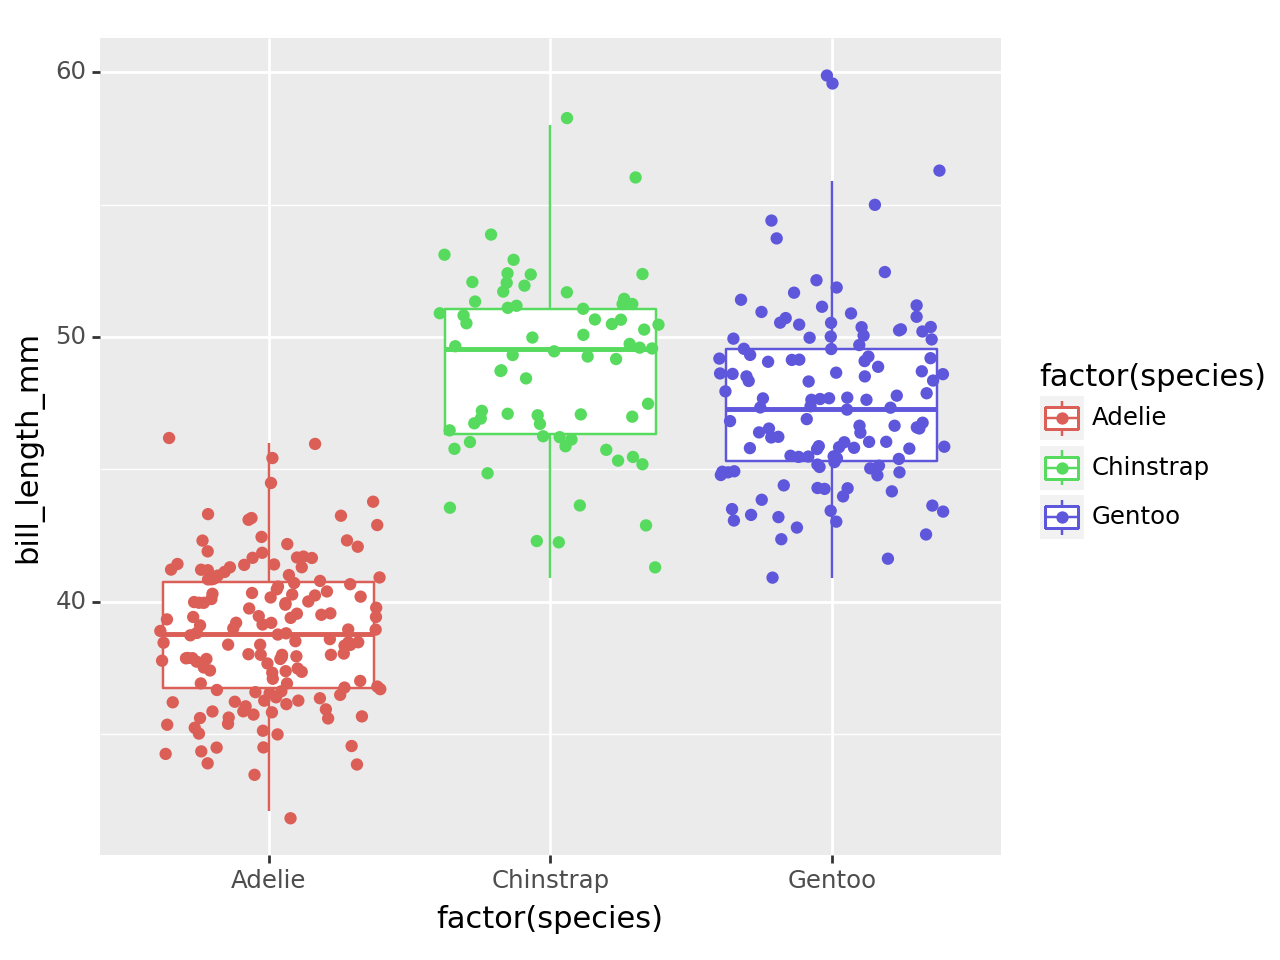 60
50
40
bill_length_mm
Adelie
Chinstrap
Gentoo
factor(species)
factor(species)
Adelie
Chinstrap
Gentoo